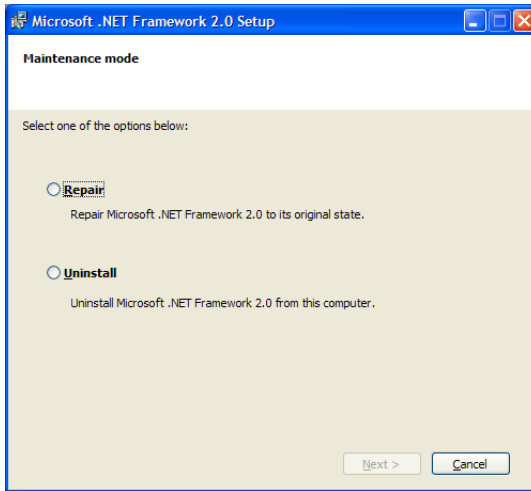 Microsoft .NET Framework 2.0 Setup
Maintenance mode
Select one of the options below:
Repair
Repair Microsoft .NET Framework 2.0 to its original state.
Uninstall
Uninstall Microsoft .NET Framework 2.0 from this computer.
Next > Cancel